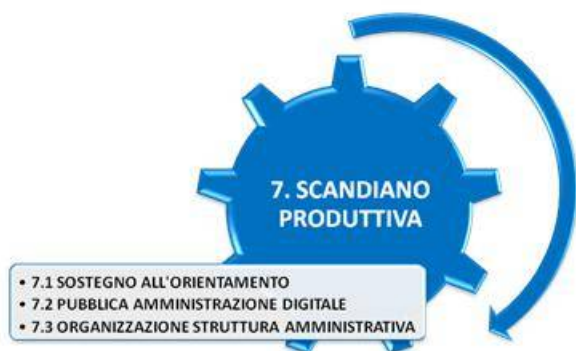 7. SCANDIANO
PRODUTTIVA
• 7.1 SOSTEGNO ALL'ORIENTAMENTO
• 7.2 PUBBLICA AMMINISTRAZIONE DIGITALE
• 7.3 ORGANIZZAZIONE STRUTTURA AMMINISTRATIVA